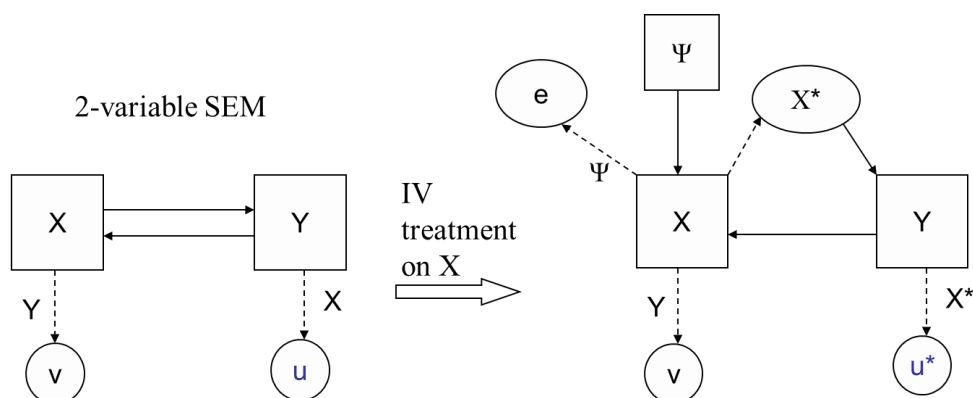 2-variable SEM
X
Y
Y
X
v
u
IV
treatment
on X
Ψ
e
X*
Ψ
X
Y
Y
X*
v
u*